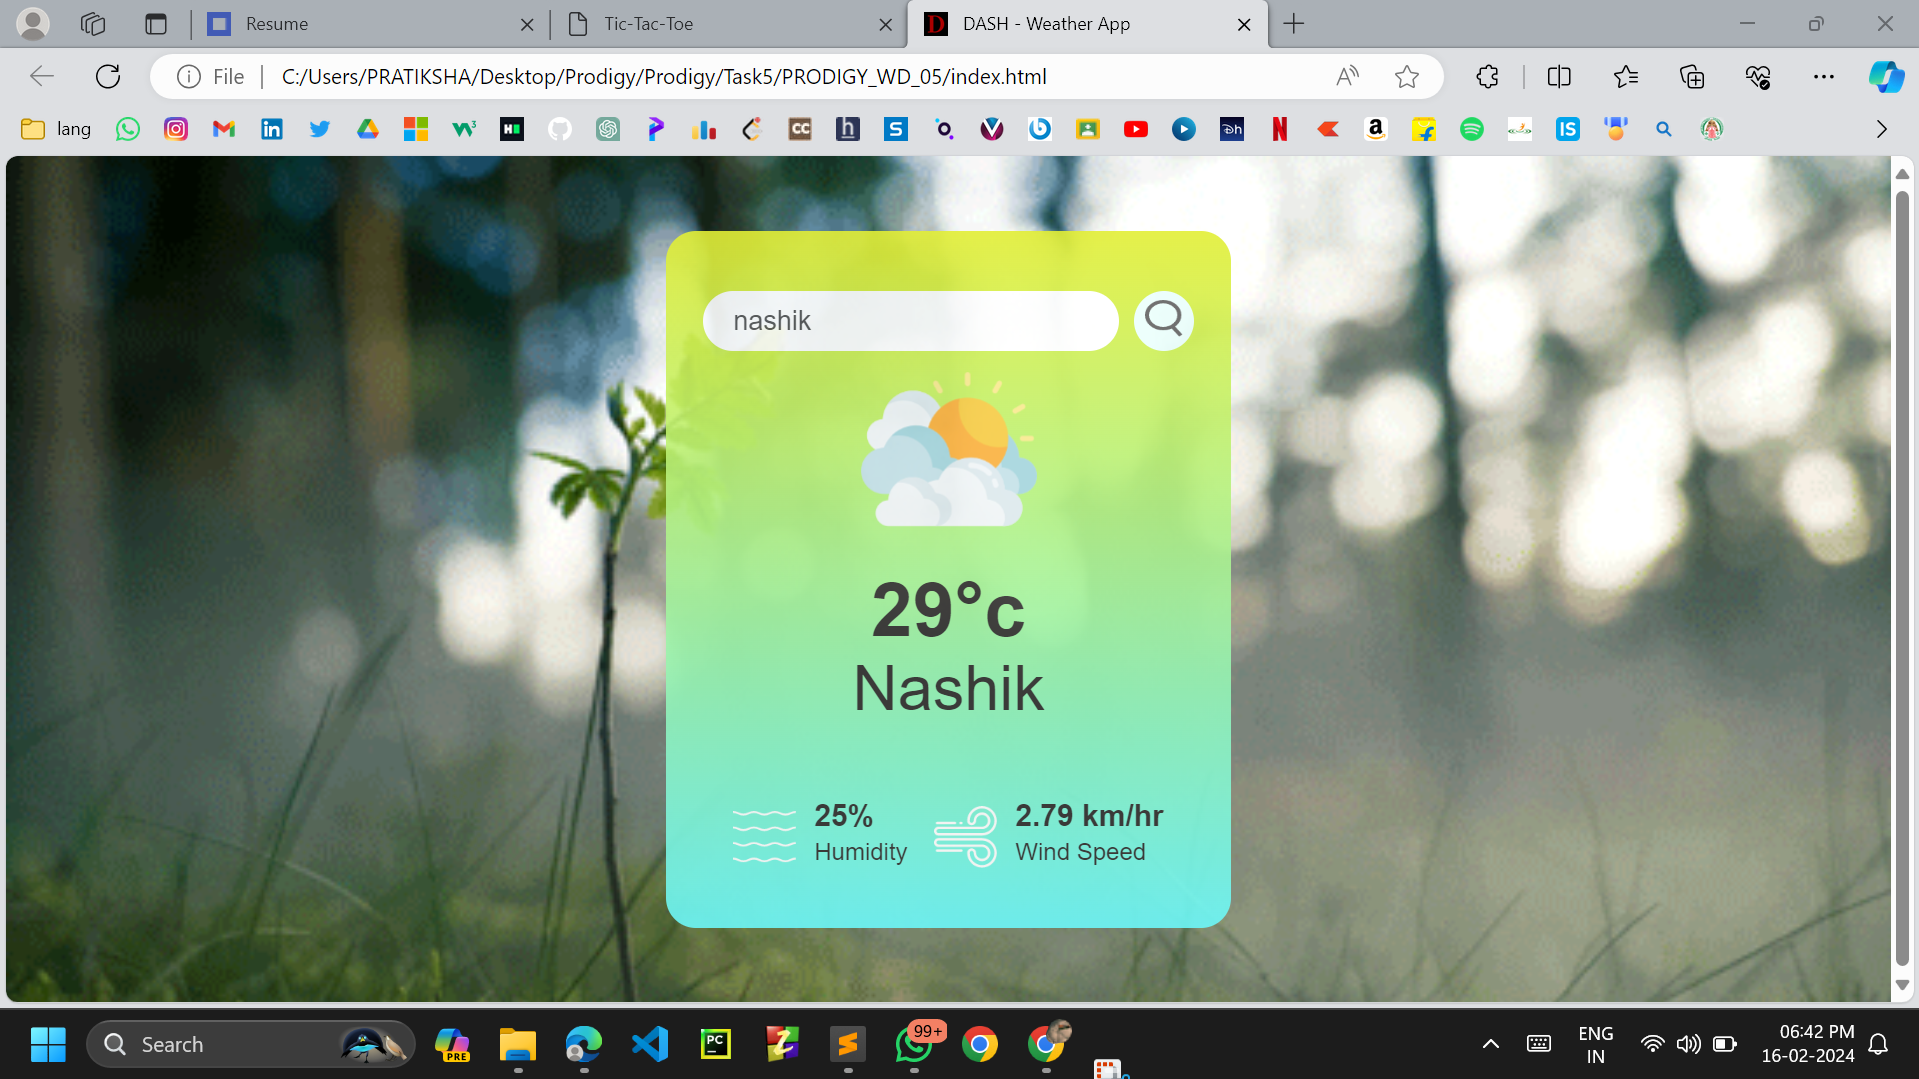 Resume
Tic-Tac-Toe
D
DASH - Weather App
File
C:/Users/PRATIKSHA/Desktop/Prodigy/Prodigy/Task5/PRODIGY_WD_05/index.html
lang
nashik
29°c
Nashik
25%
Humidity
2.79 km/hr
Wind Speed
Search
PRE
PC
99+
ENG
IN
06:42 PM
16-02-2024